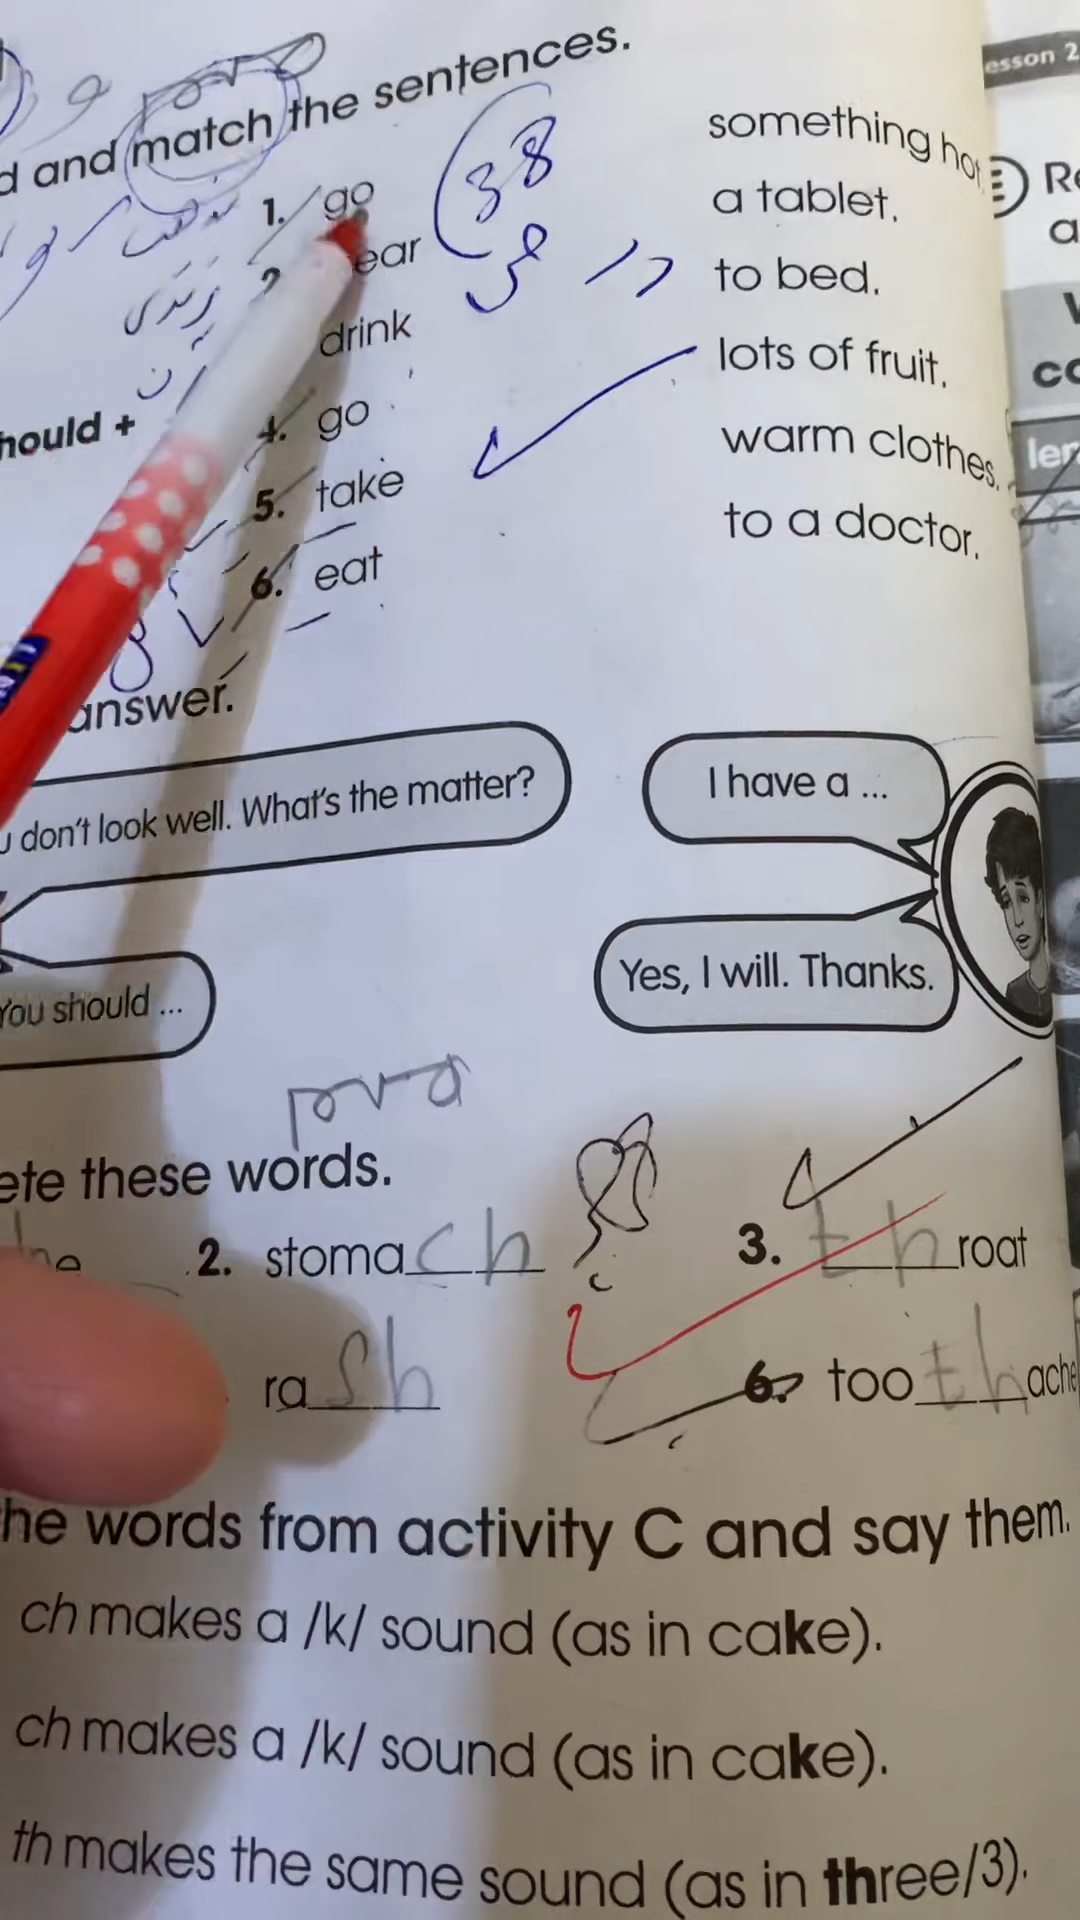 d and match the sentences.
1. go
ear
drink
4. go
5. take
6. eat
something hot
a tablet.
to bed.
lots of fruit.
warm clothes.
to a doctor.
hould +
38
answer.
don't look well. What's the matter?
I have a ...
You should ...
Yes, I will. Thanks.
ete these words.
2. stomach
3. throat
rash
6. toothache
he words from activity C and say them.
ch makes a /k/ sound (as in cake).
ch makes a /k/ sound (as in cake).
th makes the same sound (as in three/3).
esson 2
Re
a
co
ler